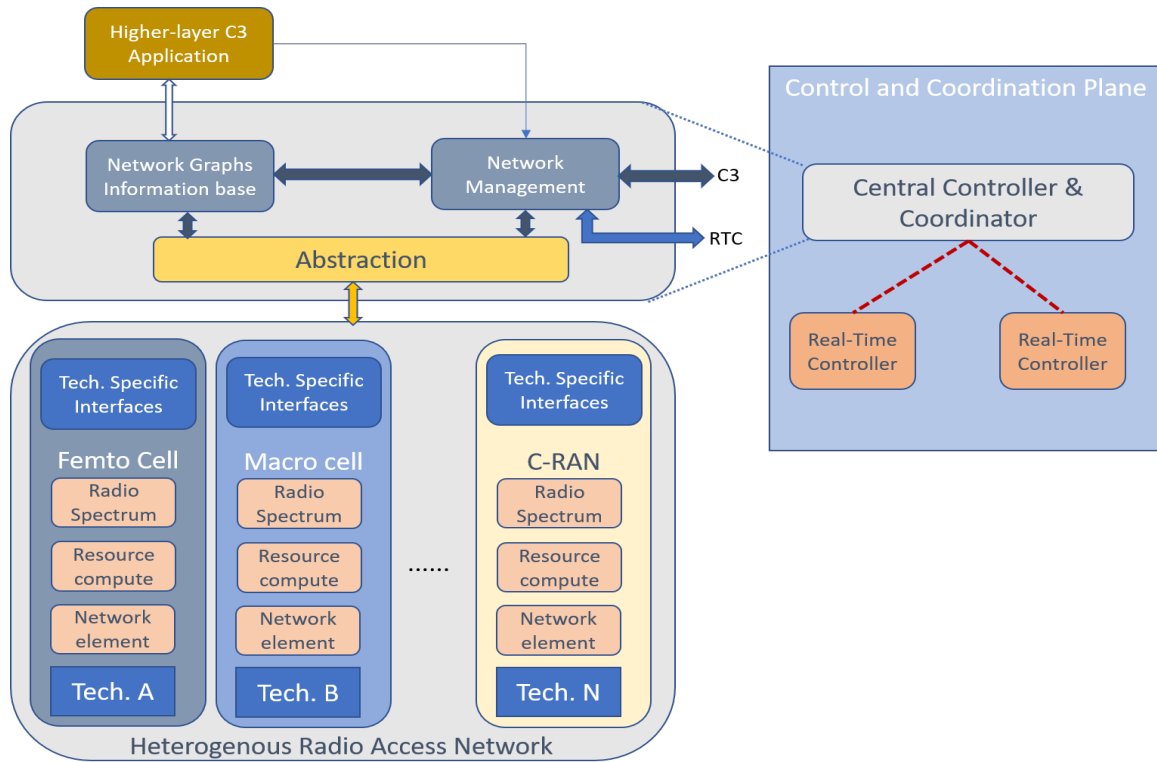 Higher-layer C3
Application
Network Graphs
Information base
Network
Management
C3
RTC
Abstraction
Control and Coordination Plane
Central Controller &
Coordinator
Real-Time
Controller
Real-Time
Controller
Tech. Specific
Interfaces
Femto Cell
Radio
Spectrum
Resource
compute
Network
element
Tech. A
Tech. Specific
Interfaces
Macro cell
Radio
Spectrum
Resource
compute
Network
element
Tech. B
......
Tech. Specific
Interfaces
C-RAN
Radio
Spectrum
Resource
compute
Network
element
Tech. N
Heterogenous Radio Access Network